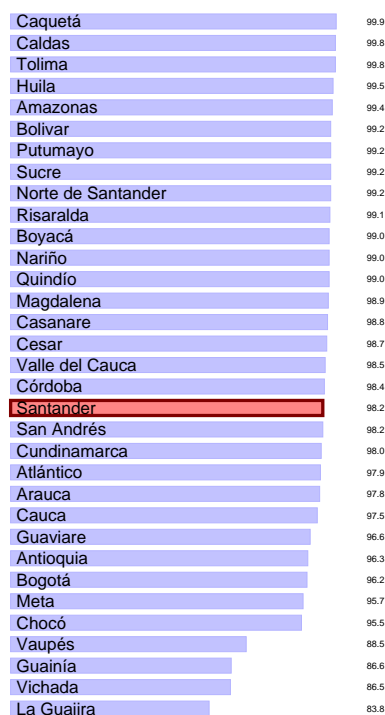 Caquetá 99.9
Caldas 99.8
Tolima 99.8
Huila 99.5
Amazonas 99.4
Bolivar 99.2
Putumayo 99.2
Sucre 99.2
Norte de Santander 99.2
Risaralda 99.1
Boyacá 99.0
Nariño 99.0
Quindío 99.0
Magdalena 98.9
Casanare 98.8
Cesar 98.7
Valle del Cauca 98.5
Córdoba 98.4
Santander 98.2
San Andrés 98.2
Cundinamarca 98.0
Atlántico 97.9
Arauca 97.8
Cauca 97.5
Guaviare 96.6
Antioquia 96.3
Bogotá 96.2
Meta 95.7
Chocó 95.5
Vaupés 88.5
Guainía 86.6
Vichada 86.5
La Guajira 83.8